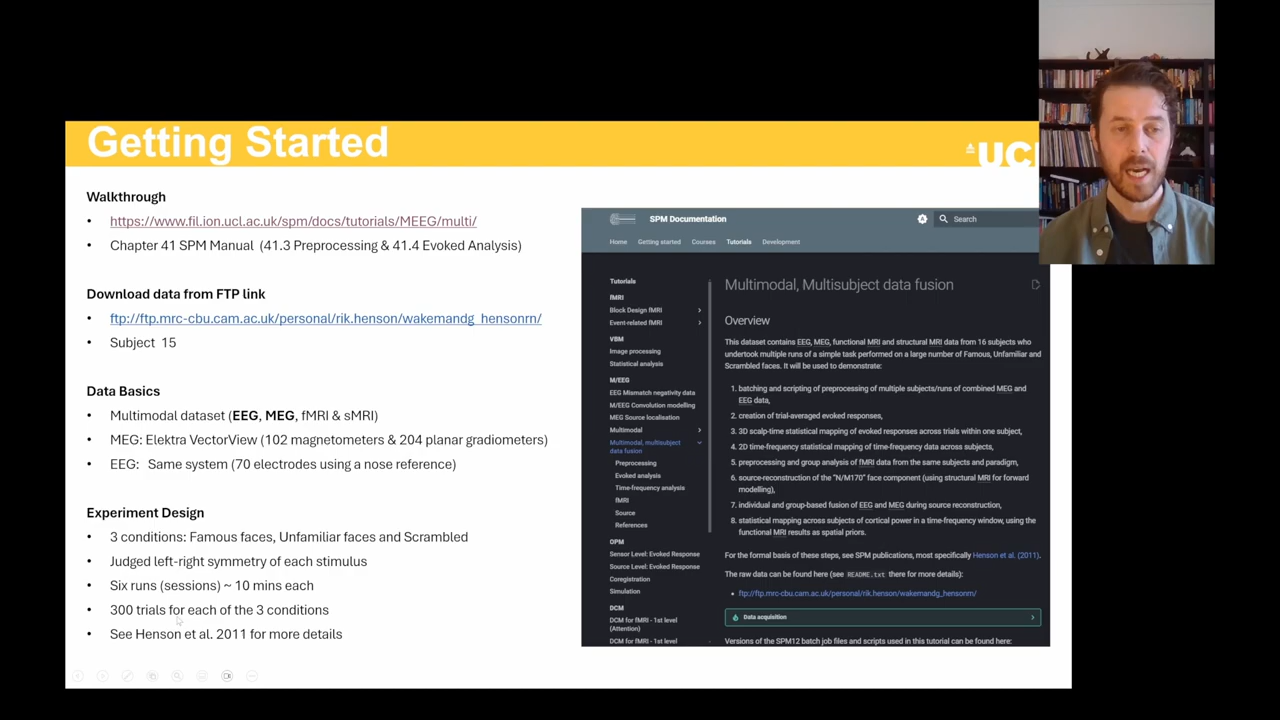 Getting Started
UCL
Walkthrough
• https://www.fil.ion.ucl.ac.uk/spm/docs/tutorials/MEEG/multi/
• Chapter 41 SPM Manual (41.3 Preprocessing & 41.4 Evoked Analysis)
Download data from FTP link
• ftp://ftp.mrc-cbu.cam.ac.uk/personal/rik.henson/wakemandg_hensonrn/
• Subject 15
Data Basics
• Multimodal dataset (EEG, MEG, fMRI & sMRI)
• MEG: Elektra VectorView (102 magnetometers & 204 planar gradiometers)
• EEG: Same system (70 electrodes using a nose reference)
Experiment Design
• 3 conditions: Famous faces, Unfamiliar faces and Scrambled
• Judged left-right symmetry of each stimulus
• Six runs (sessions) ~ 10 mins each
• 300 trials for each of the 3 conditions
• See Henson et al. 2011 for more details
SPM Documentation
Search
Home Getting started Courses Tutorials Development
Tutorials
fMRI
Block Design fMRI
Event-related fMRI
VBM
Image processing
Statistical analysis
M/EEG
EEG Mismatch negativity data
M/EEG Convolution modelling
MEG Source localisation
Multimodal
Multimodal, multisubject
data fusion
Preprocessing
Evoked analysis
Time-frequency analysis
fMRI
Source
References
OPM
Sensor Level: Evoked Response
Source Level: Evoked Response
Coregistration
Simulation
DCM
DCM for fMRI - 1st level
(Attention)
DCM for fMRI - 1st level
Multimodal, Multisubject data fusion
Overview
This dataset contains EEG, MEG, functional MRI and structural MRI data from 16 subjects who
undertook multiple runs of a simple task performed on a large number of Famous, Unfamiliar and
Scrambled faces. It will be used to demonstrate:
1. batching and scripting of preprocessing of multiple subjects/runs of combined MEG and
EEG data,
2. creation of trial-averaged evoked responses,
3. 3D scalp-time statistical mapping of evoked responses across trials within one subject,
4. 2D time-frequency statistical mapping of time-frequency data across subjects,
5. preprocessing and group analysis of fMRI data from the same subjects and paradigm,
6. source-reconstruction of the "N/M170" face component (using structural MRI for forward
modelling),
7. individual and group-based fusion of EEG and MEG during source reconstruction,
8. statistical mapping across subjects of cortical power in a time-frequency window, using the
functional MRI results as spatial priors.
For the formal basis of these steps, see SPM publications, most specifically Henson et al. (2011).
The raw data can be found here (see README.txt there for more details):
• ftp://ftp.mrc-cbu.cam.ac.uk/personal/rik.henson/wakemandg_hensonrn/
Data acquisition
Versions of the SPM12 batch job files and scripts used in this tutorial can be found here: